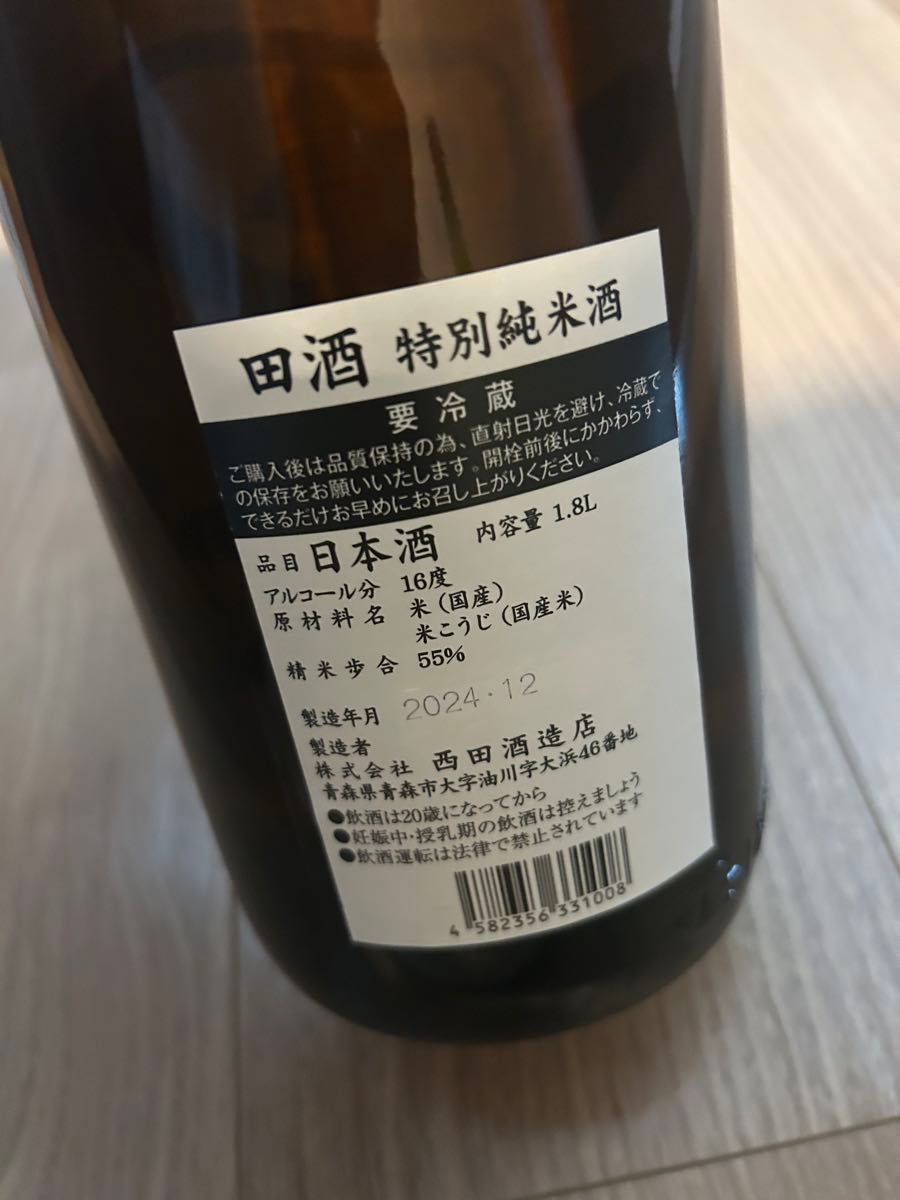 田酒 特別純米酒
要冷蔵
ご購入後は品質保持の為、直射日光を避け、冷蔵で
の保存をお願いいたします。開栓前後にかかわらず、
できるだけお早めにお召し上がりください。
品目 日本酒 内容量 1.8L
アルコール分 16度
原材料名 米(国産)
米こうじ(国産米)
精米歩合 55%
製造年月 2024・12
製造者
株式会社 西田酒造店
青森県青森市大字油川字大浜46番地
●飲酒は20歳になってから
●妊娠中・授乳期の飲酒は控えましょう
●飲酒運転は法律で禁止されています
4 582356 331008